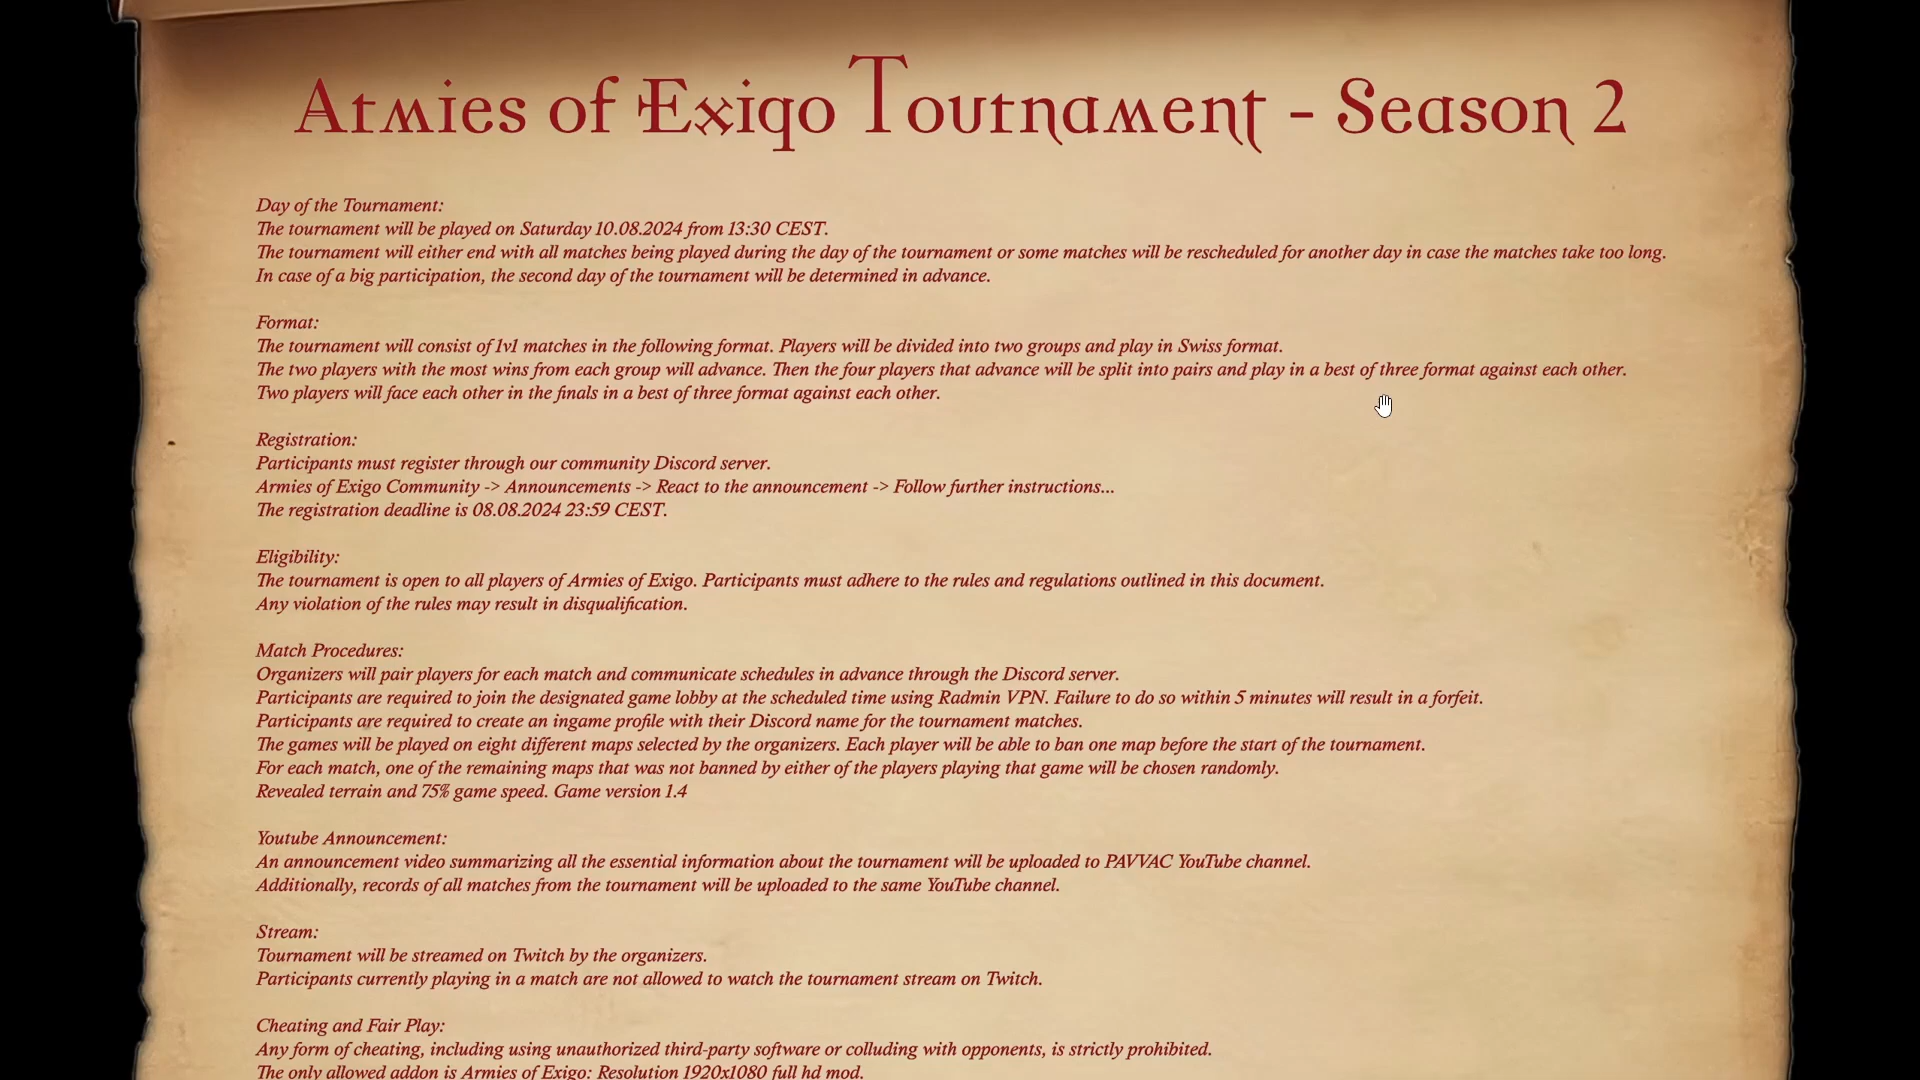 Armies of Exigo Tournament - Season 2
Day of the Tournament:
The tournament will be played on Saturday 10.08.2024 from 13:30 CEST.
The tournament will either end with all matches being played during the day of the tournament or some matches will be rescheduled for another day in case the matches take too long.
In case of a big participation, the second day of the tournament will be determined in advance.
Format:
The tournament will consist of 1v1 matches in the following format. Players will be divided into two groups and play in Swiss format.
The two players with the most wins from each group will advance. Then the four players that advance will be split into pairs and play in a best of three format against each other.
Two players will face each other in the finals in a best of three format against each other.
Registration:
Participants must register through our community Discord server.
Armies of Exigo Community -> Announcements -> React to the announcement -> Follow further instructions...
The registration deadline is 08.08.2024 23:59 CEST.
Eligibility:
The tournament is open to all players of Armies of Exigo. Participants must adhere to the rules and regulations outlined in this document.
Any violation of the rules may result in disqualification.
Match Procedures:
Organizers will pair players for each match and communicate schedules in advance through the Discord server.
Participants are required to join the designated game lobby at the scheduled time using Radmin VPN. Failure to do so within 5 minutes will result in a forfeit.
Participants are required to create an ingame profile with their Discord name for the tournament matches.
The games will be played on eight different maps selected by the organizers. Each player will be able to ban one map before the start of the tournament.
For each match, one of the remaining maps that was not banned by either of the players playing that game will be chosen randomly.
Revealed terrain and 75% game speed. Game version 1.4
Youtube Announcement:
An announcement video summarizing all the essential information about the tournament will be uploaded to PAVVAC YouTube channel.
Additionally, records of all matches from the tournament will be uploaded to the same YouTube channel.
Stream:
Tournament will be streamed on Twitch by the organizers.
Participants currently playing in a match are not allowed to watch the tournament stream on Twitch.
Cheating and Fair Play:
Any form of cheating, including using unauthorized third-party software or colluding with opponents, is strictly prohibited.
The only allowed addon is Armies of Exigo: Resolution 1920x1080 full hd mod.